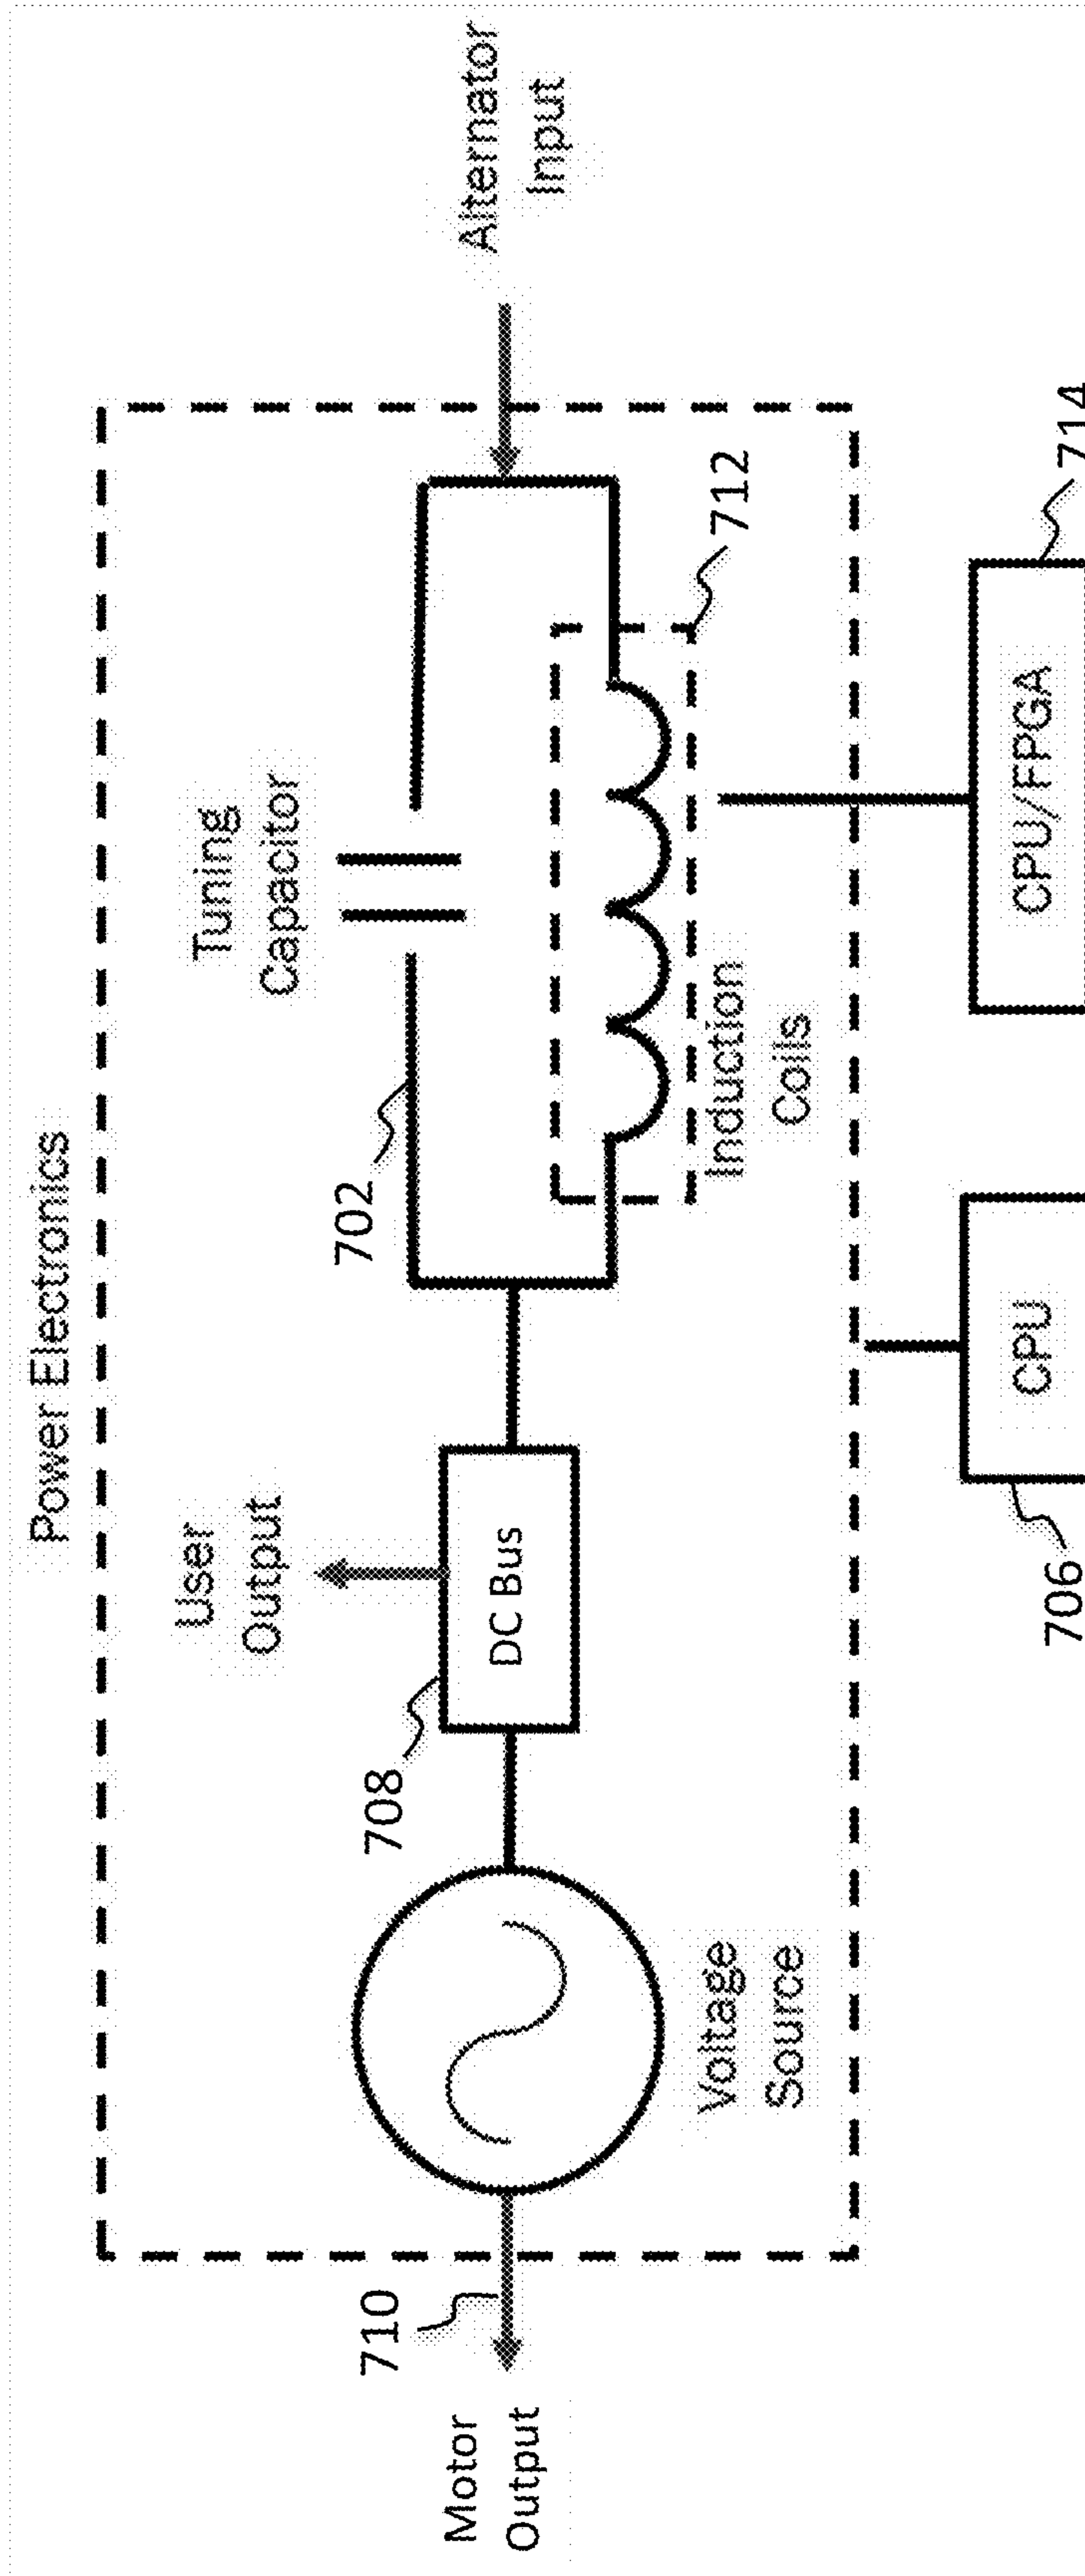 Power Electronics
Tuning
Capacitor
User
Output
702
708
710
Motor
Output
DC Bus
Alternator
Input
Voltage
Source
Induction
Coils
712
706
CPU
CPU/FPGA
714